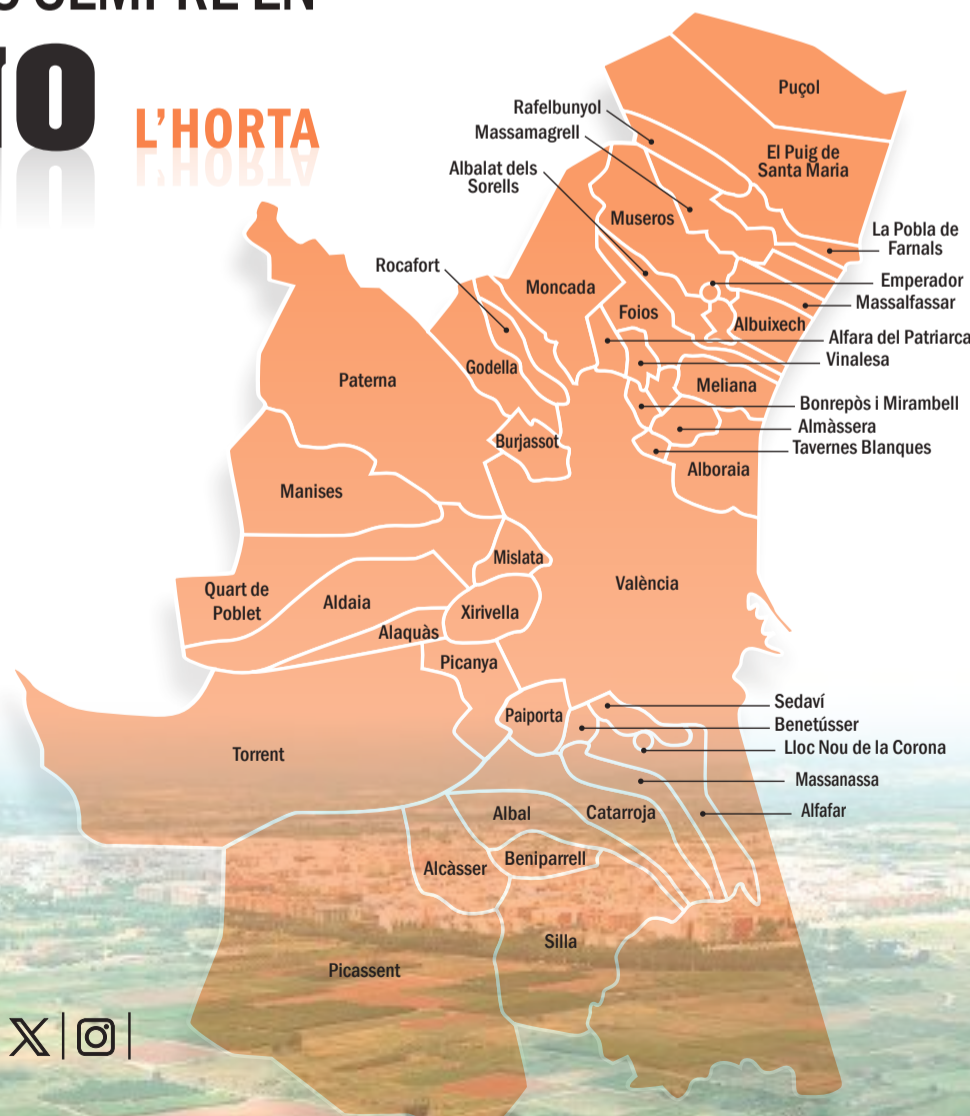 SEMPRE EN
L'HORTA
Puçol
Rafelbunyol
Massamagrell
El Puig de
Santa Maria
Albalat dels
Sorells
Museros
La Pobla de
Farnals
Rocafort
Moncada
Emperador
Massalfassar
Foios
Albuixech
Alfara del Patriarca
Vinalesa
Godella
Paterna
Meliana
Bonrepòs i Mirambell
Almàssera
Tavernes Blanques
Burjassot
Alboraia
Manises
Mislata
València
Quart de
Poblet
Aldaia
Xirivella
Alaquàs
Picanya
Paiporta
Sedaví
Benetússer
Lloc Nou de la Corona
Torrent
Massanassa
Albal
Catarroja
Alfafar
Beniparrell
Alcàsser
Silla
Picassent